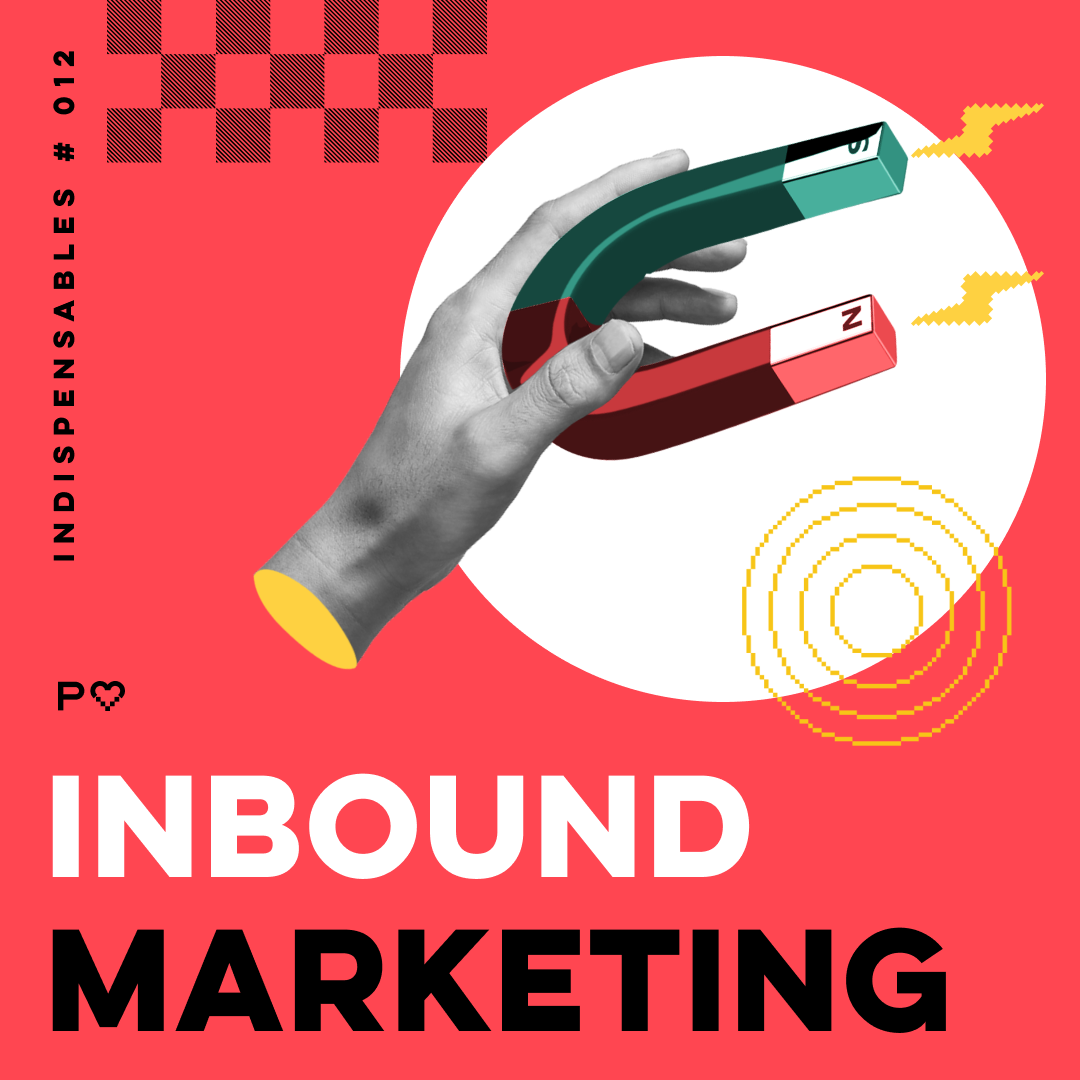 INDISPENSABLES # 012
S
N
P
INBOUND
MARKETING